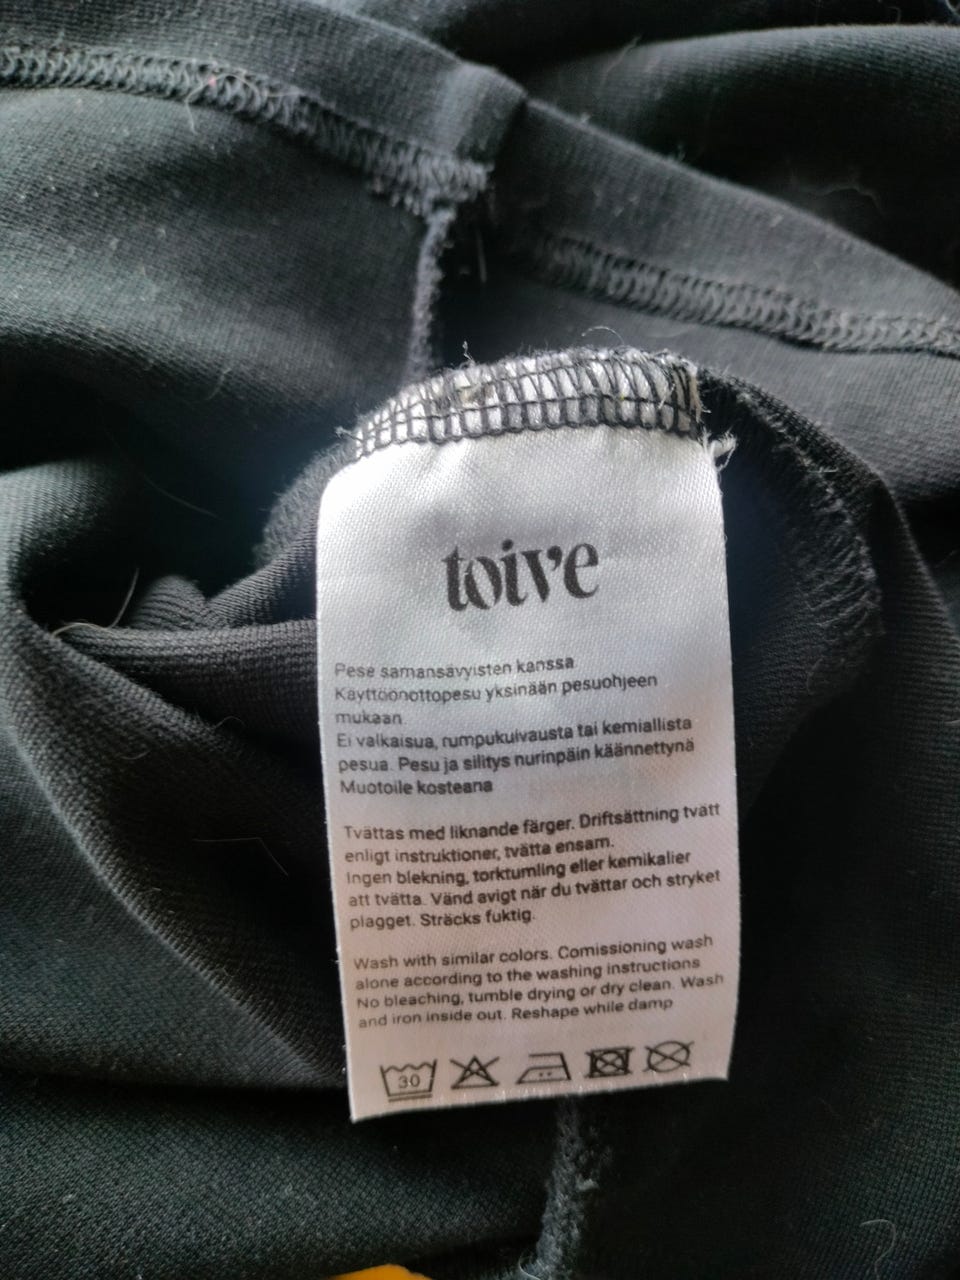 toive
Pese samansävyisten kanssa
Käyttöönottopesu yksinään pesuohjeen
mukaan
Ei valkaisua, rumpukuivausta tai kemiallista
pesua. Pesu ja silitys nurinpäin käännettynä
Muotoile kosteana
Tvättas med liknande färger. Driftsättning tvätt
enligt instruktioner, tvätta ensam.
Ingen blekning, torktumling eller kemikalier
att tvätta. Vänd avigt när du tvättar och stryket
plagget. Sträcks fuktig.
Wash with similar colors. Comissioning wash
alone according to the washing instructions
No bleaching, tumble drying or dry clean. Wash
and iron inside out. Reshape while damp
30